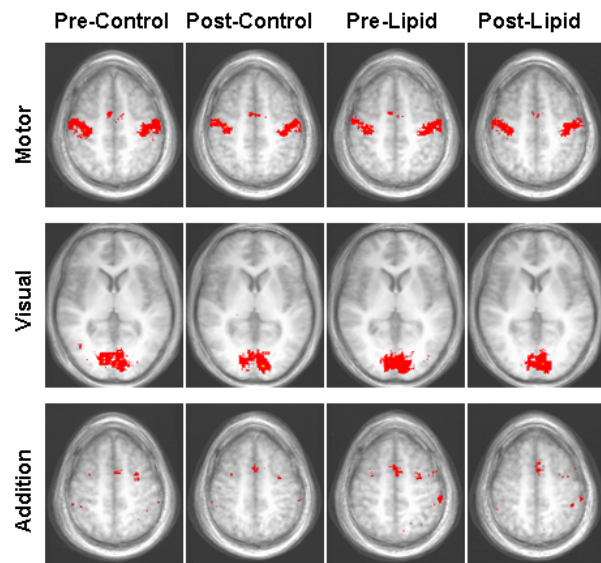 Pre-Control Post-Control Pre-Lipid Post-Lipid
Motor
Visual
Addition